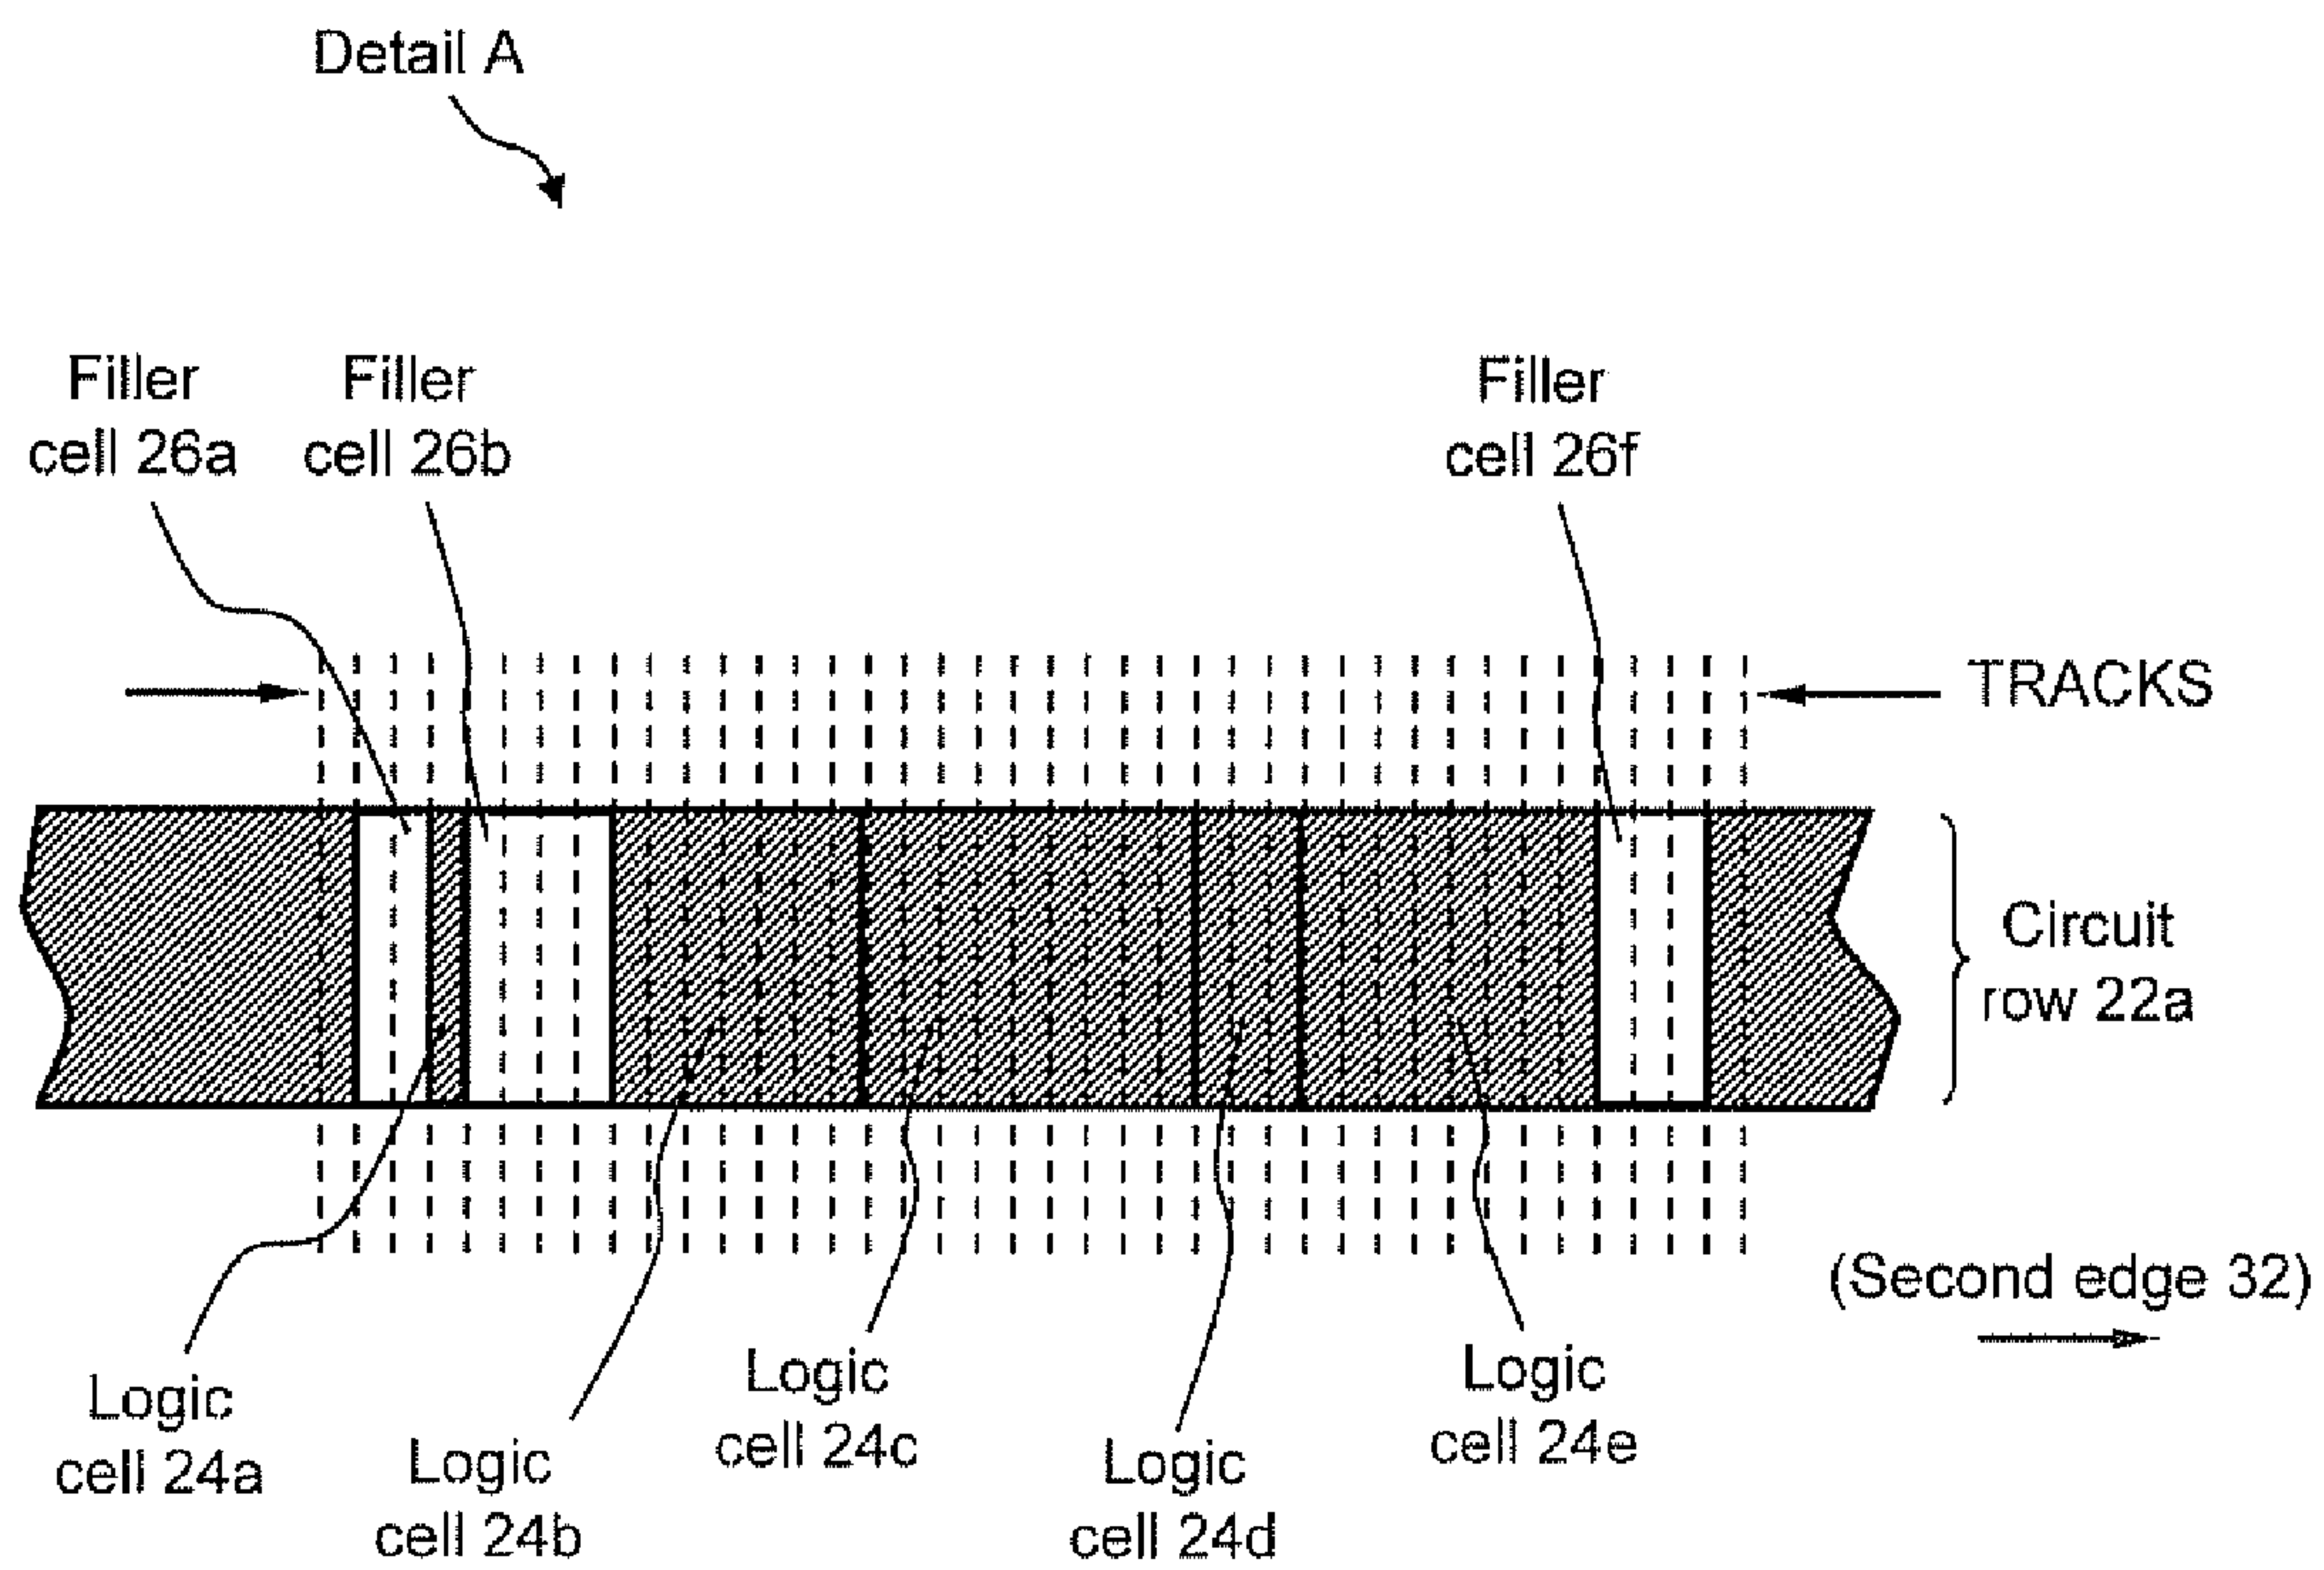 Detail A
Filler
cell 26a
Filler
cell 26b
Filler
cell 26f
TRACKS
Circuit
row 22a
(Second edge 32)
Logic
cell 24a
Logic
cell 24b
Logic
cell 24c
Logic
cell 24d
Logic
cell 24e